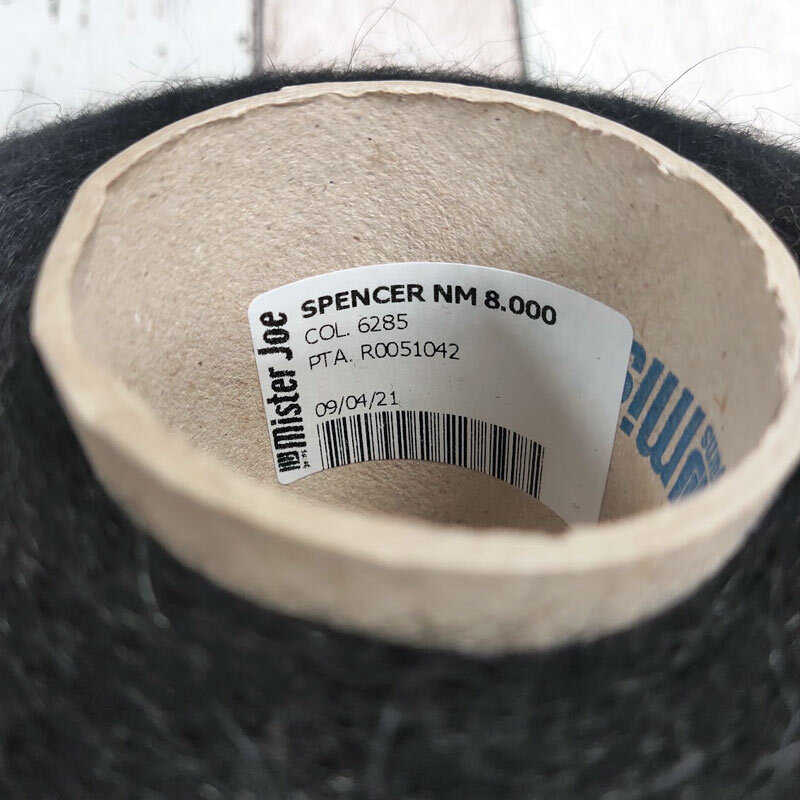 Mister Joe
SPENCER NM 8.000
COL. 6285
PTA. R0051042
09/04/21